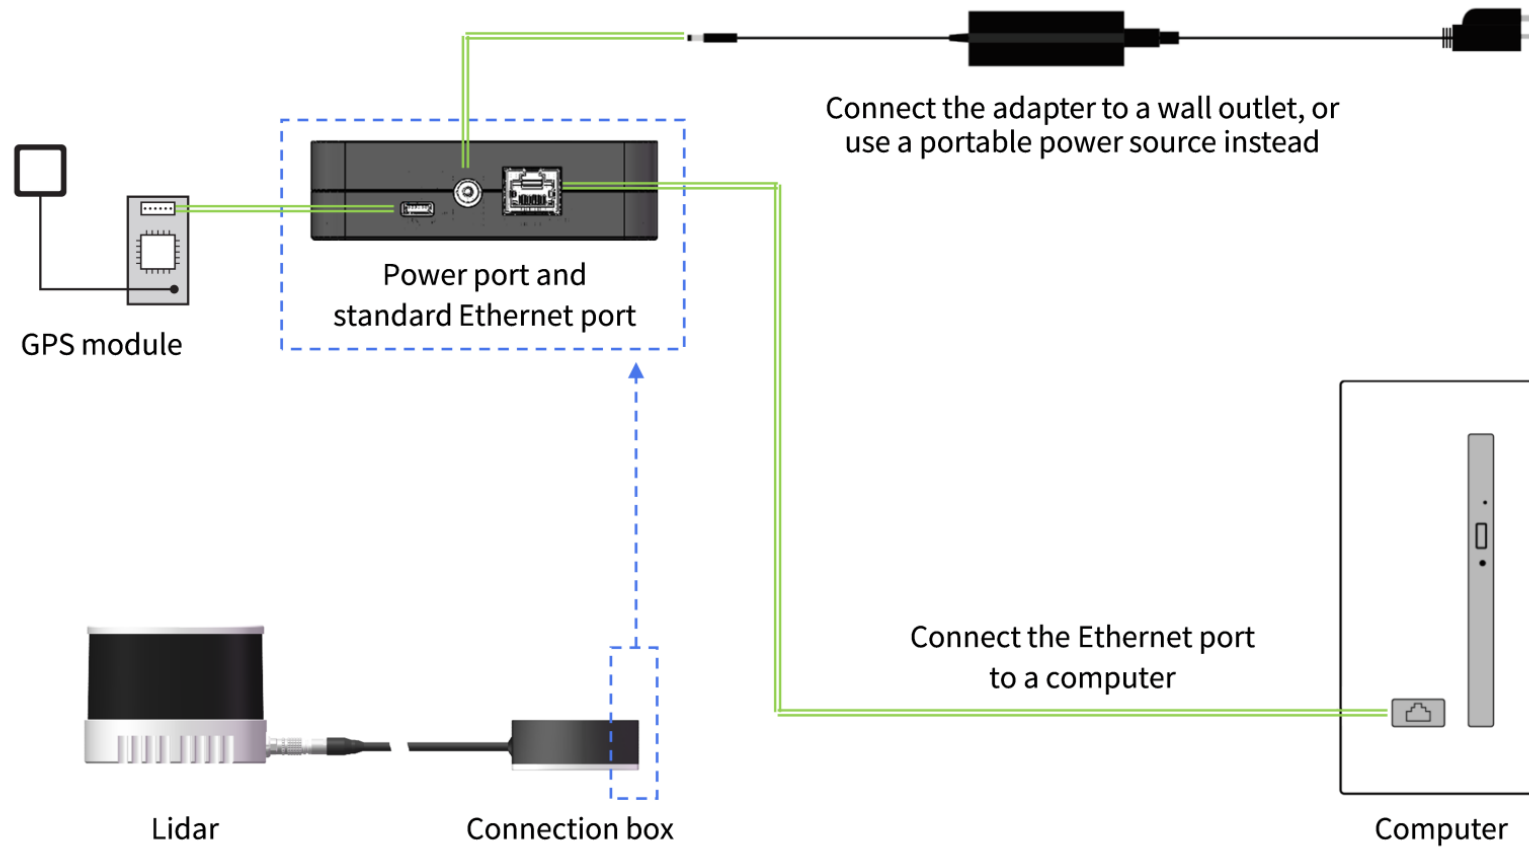 Connect the adapter to a wall outlet, or
use a portable power source instead
Power port and
standard Ethernet port
GPS module
Connect the Ethernet port
to a computer
Lidar
Connection box
Computer